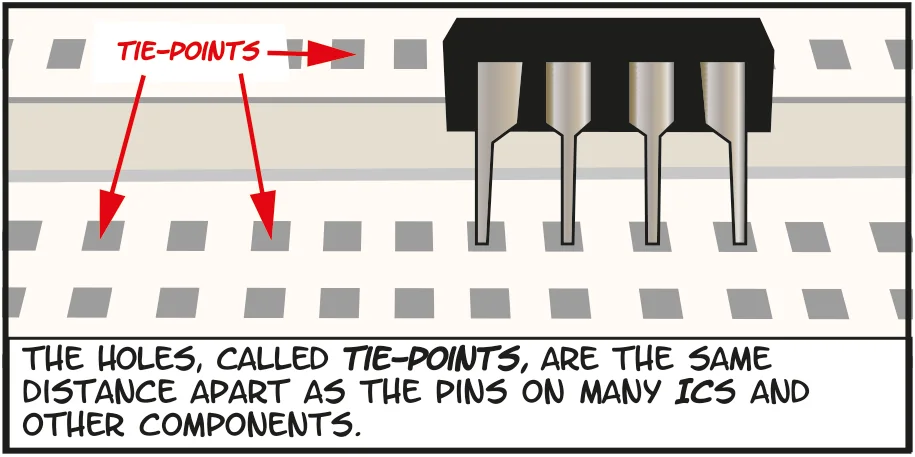 TIE-POINTS
THE HOLES, CALLED TIE-POINTS, ARE THE SAME
DISTANCE APART AS THE PINS ON MANY ICS AND
OTHER COMPONENTS.